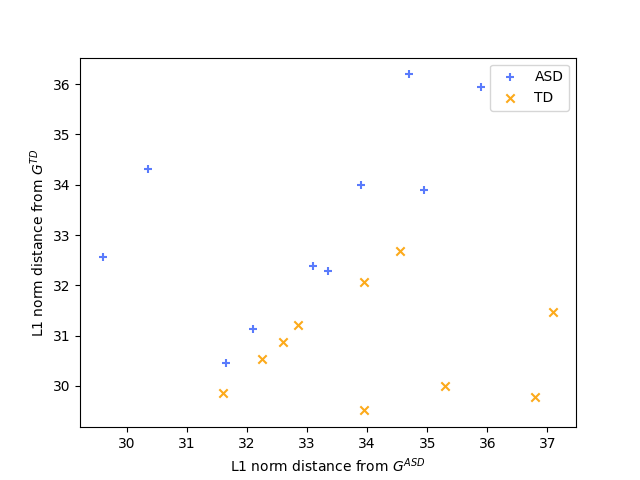 ASD
TD
36
35
34
33
32
31
30
L1 norm distance from G^{TD}
30 31 32 33 34 35 36 37
L1 norm distance from G^{ASD}